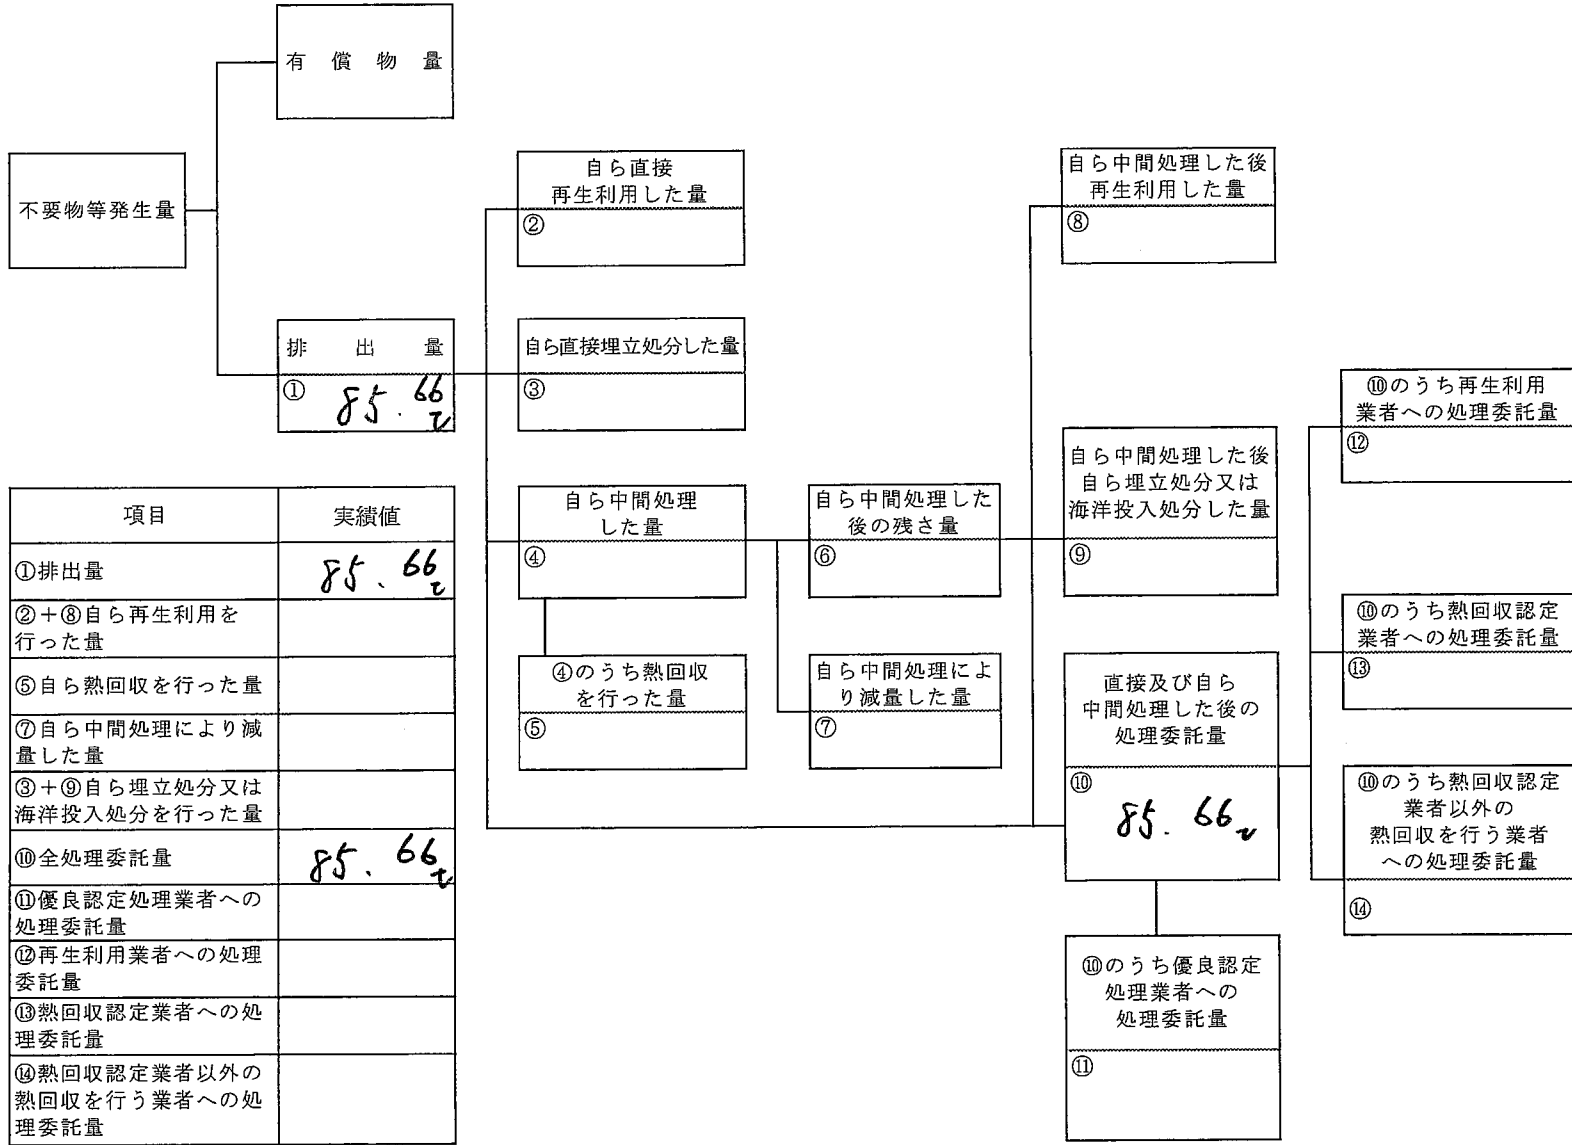 有償物量
不要物等発生量
排出量
① 85.66t
自ら直接
再生利用した量
②
自ら直接埋立処分した量
③
自ら中間処理
した量
④
④のうち熱回収
を行った量
⑤
自ら中間処理した
後の残さ量
⑥
自ら中間処理によ
り減量した量
⑦
自ら中間処理した後
再生利用した量
⑧
自ら中間処理した後
自ら埋立処分又は
海洋投入処分した量
⑨
直接及び自ら
中間処理した後の
処理委託量
⑩
85.66t
⑩のうち優良認定
処理業者への
処理委託量
⑪
⑩のうち再生利用
業者への処理委託量
⑫
⑩のうち熱回収認定
業者への処理委託量
⑬
⑩のうち熱回収認定
業者以外の
熱回収を行う業者
への処理委託量
⑭
項目 実績値
①排出量 85.66t
②+⑧自ら再生利用を
行った量
⑤自ら熱回収を行った量
⑦自ら中間処理により減
量した量
③+⑨自ら埋立処分又は
海洋投入処分を行った量
⑩全処理委託量 85.66t
⑪優良認定処理業者への
処理委託量
⑫再生利用業者への処理
委託量
⑬熱回収認定業者への処
理委託量
⑭熱回収認定業者以外の
熱回収を行う業者への処
理委託量